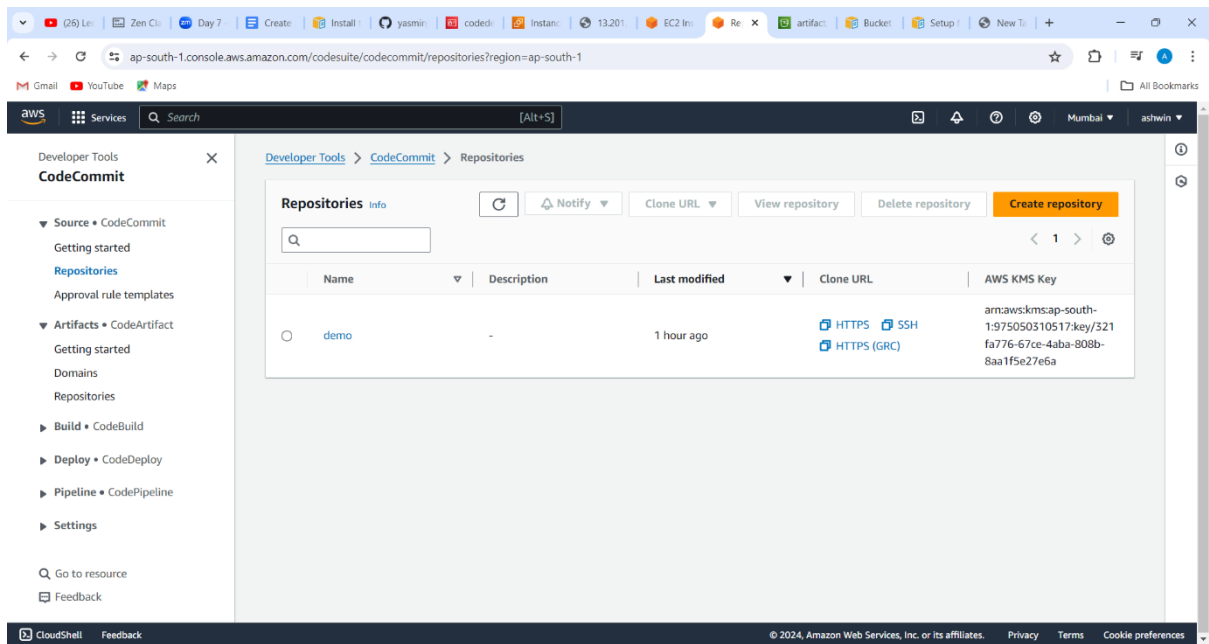 (26) Le
Zen Cla
Day 7 -
Create
Install
yasmin
codede
Instanc
13.201.
EC2 Ins
Re
artifact
Bucket
Setup f
New Ta
ap-south-1.console.aws.amazon.com/codesuite/codecommit/repositories?region=ap-south-1
A
Gmail YouTube Maps All Bookmarks
aws Services Search [Alt+S] Mumbai ashwin
Developer Tools
CodeCommit
Source • CodeCommit
Getting started
Repositories
Approval rule templates
Artifacts • CodeArtifact
Getting started
Domains
Repositories
Build • CodeBuild
Deploy • CodeDeploy
Pipeline • CodePipeline
Settings
Go to resource
Feedback
Developer Tools > CodeCommit > Repositories
Repositories Info Notify Clone URL View repository Delete repository Create repository
1
Name Description Last modified Clone URL AWS KMS Key
demo - 1 hour ago
HTTPS SSH
HTTPS (GRC)
arn:aws:kms:ap-south-
1:975050310517:key/321
fa776-67ce-4aba-808b-
8aa1f5e27e6a
CloudShell Feedback © 2024, Amazon Web Services, Inc. or its affiliates. Privacy Terms Cookie preferences